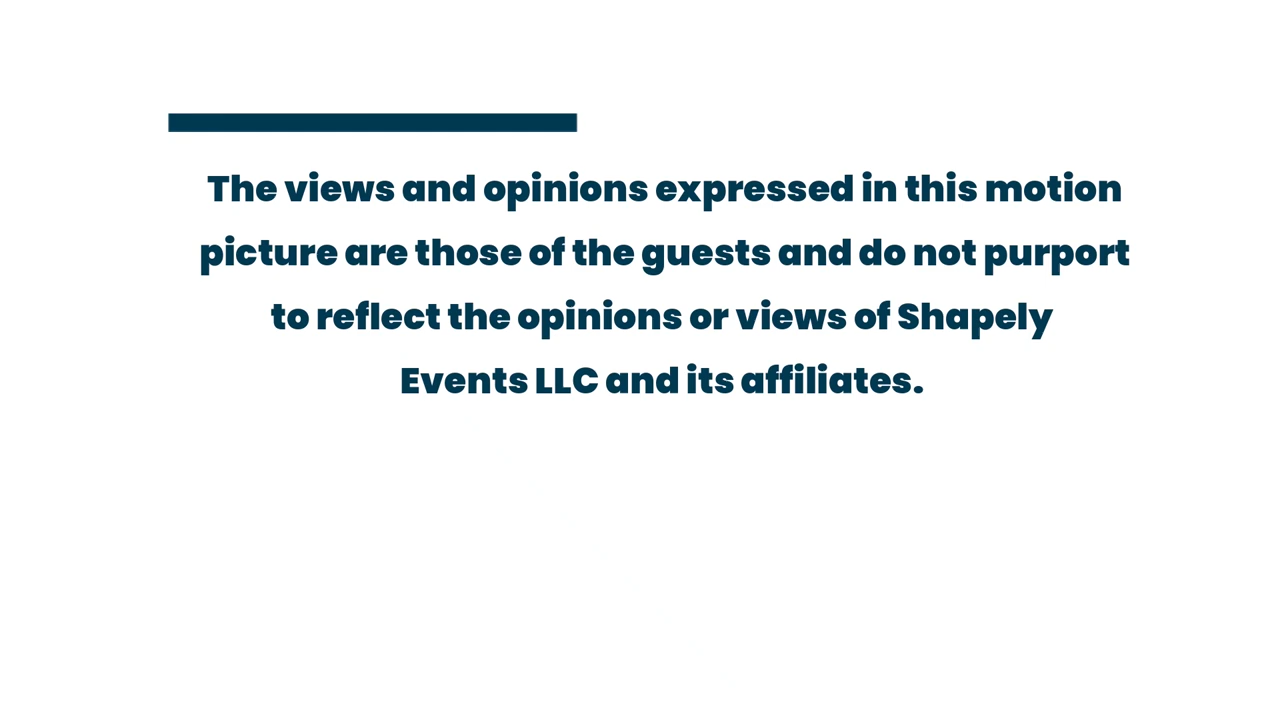 The views and opinions expressed in this motion
picture are those of the guests and do not purport
to reflect the opinions or views of Shapely
Events LLC and its affiliates.